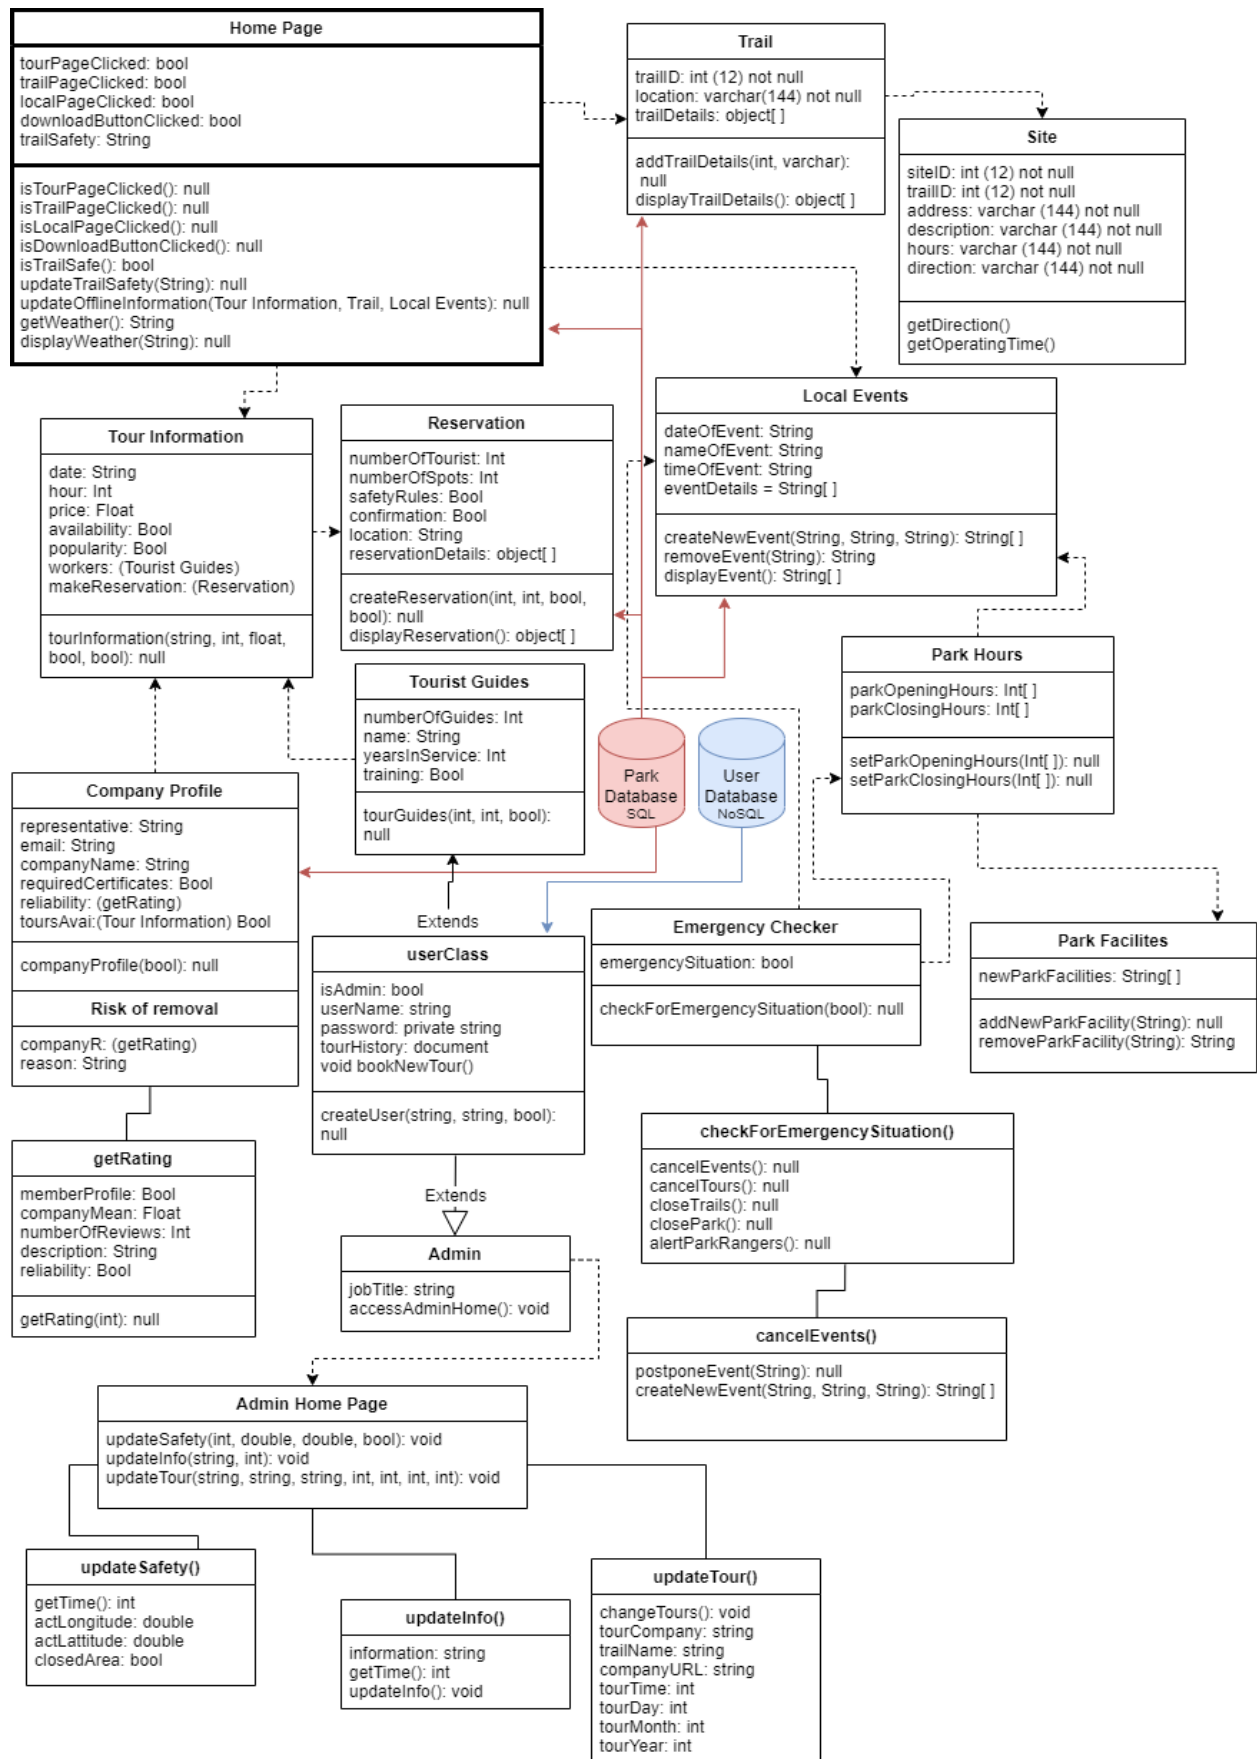 Home Page
tourPageClicked: bool
trailPageClicked: bool
localPageClicked: bool
downloadButtonClicked: bool
trailSafety: String
isTourPageClicked(): null
isTrailPageClicked(): null
isLocalPageClicked(): null
isDownloadButtonClicked(): null
isTrailSafe(): bool
updateTrailSafety(String): null
updateOfflineInformation(Tour Information, Trail, Local Events): null
getWeather(): String
displayWeather(String): null
Trail
trailID: int (12) not null
location: varchar(144) not null
trailDetails: object[ ]
addTrailDetails(int, varchar):
null
displayTrailDetails(): object[ ]
Site
siteID: int (12) not null
trailID: int (12) not null
address: varchar (144) not null
description: varchar (144) not null
hours: varchar (144) not null
direction: varchar (144) not null
getDirection()
getOperatingTime()
Tour Information
date: String
hour: Int
price: Float
availability: Bool
popularity: Bool
workers: (Tourist Guides)
makeReservation: (Reservation)
tourInformation(string, int, float,
bool, bool): null
Reservation
numberOfTourist: Int
numberOfSpots: Int
safetyRules: Bool
confirmation: Bool
location: String
reservationDetails: object[ ]
createReservation(int, int, bool,
bool): null
displayReservation(): object[ ]
Local Events
dateOfEvent: String
nameOfEvent: String
timeOfEvent: String
eventDetails = String[ ]
createNewEvent(String, String, String): String[ ]
removeEvent(String): String
displayEvent(): String[ ]
Park Hours
parkOpeningHours: Int[ ]
parkClosingHours: Int[ ]
setParkOpeningHours(Int[ ]): null
setParkClosingHours(Int[ ]): null
Tourist Guides
numberOfGuides: Int
name: String
yearsInService: Int
training: Bool
tourGuides(int, int, bool):
null
Park
Database
SQL
User
Database
NoSQL
Company Profile
representative: String
email: String
companyName: String
requiredCertificates: Bool
reliability: (getRating)
toursAvai:(Tour Information) Bool
companyProfile(bool): null
Risk of removal
companyR: (getRating)
reason: String
Extends
userClass
isAdmin: bool
userName: string
password: private string
tourHistory: document
void bookNewTour()
createUser(string, string, bool):
null
Emergency Checker
emergencySituation: bool
checkForEmergencySituation(bool): null
Park Facilites
newParkFacilities: String[ ]
addNewParkFacility(String): null
removeParkFacility(String): String
getRating
memberProfile: Bool
companyMean: Float
numberOfReviews: Int
description: String
reliability: Bool
getRating(int): null
Extends
Admin
jobTitle: string
accessAdminHome(): void
checkForEmergencySituation()
cancelEvents(): null
cancelTours(): null
closeTrails(): null
closePark(): null
alertParkRangers(): null
cancelEvents()
postponeEvent(String): null
createNewEvent(String, String, String): String[ ]
Admin Home Page
updateSafety(int, double, double, bool): void
updateInfo(string, int): void
updateTour(string, string, string, int, int, int, int): void
updateSafety()
getTime(): int
actLongitude: double
actLattitude: double
closedArea: bool
updateInfo()
information: string
getTime(): int
updateInfo(): void
updateTour()
changeTours(): void
tourCompany: string
trailName: string
companyURL: string
tourTime: int
tourDay: int
tourMonth: int
tourYear: int